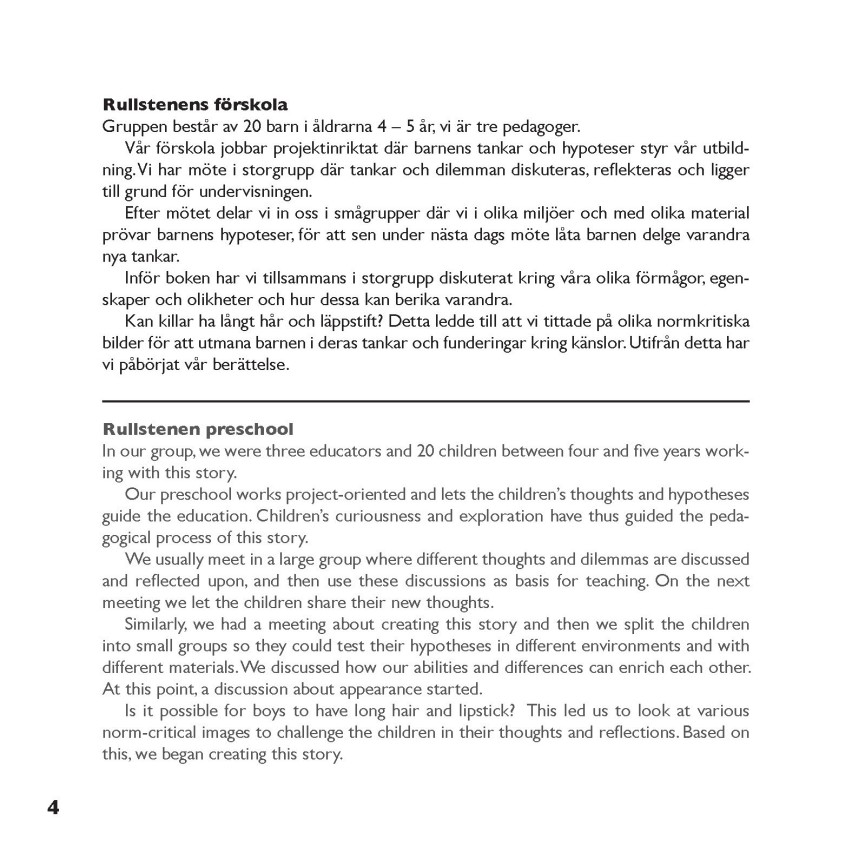 Rullstenens förskola
Gruppen består av 20 barn i åldrarna 4 – 5 år, vi är tre pedagoger.
Vår förskola jobbar projektinriktat där barnens tankar och hypoteser styr vår utbild-
ning. Vi har möte i storgrupp där tankar och dilemman diskuteras, reflekteras och ligger
till grund för undervisningen.
Efter mötet delar vi in oss i smågrupper där vi i olika miljöer och med olika material
prövar barnens hypoteser, för att sen under nästa dags möte låta barnen delge varandra
nya tankar.
Inför boken har vi tillsammans i storgrupp diskuterat kring våra olika förmågor, egen-
skaper och olikheter och hur dessa kan berika varandra.
Kan killar ha långt hår och läppstift? Detta ledde till att vi tittade på olika normkritiska
bilder för att utmana barnen i deras tankar och funderingar kring känslor. Utifrån detta har
vi påbörjat vår berättelse.
Rullstenen preschool
In our group, we were three educators and 20 children between four and five years work-
ing with this story.
Our preschool works project-oriented and lets the children's thoughts and hypotheses
guide the education. Children's curiousness and exploration have thus guided the peda-
gogical process of this story.
We usually meet in a large group where different thoughts and dilemmas are discussed
and reflected upon, and then use these discussions as basis for teaching. On the next
meeting we let the children share their new thoughts.
Similarly, we had a meeting about creating this story and then we split the children
into small groups so they could test their hypotheses in different environments and with
different materials. We discussed how our abilities and differences can enrich each other.
At this point, a discussion about appearance started.
Is it possible for boys to have long hair and lipstick? This led us to look at various
norm-critical images to challenge the children in their thoughts and reflections. Based on
this, we began creating this story.
4